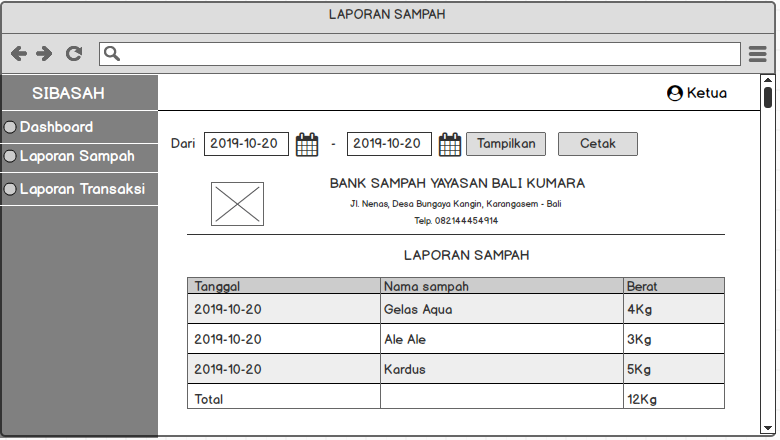 LAPORAN SAMPAH
SIBASAH
Ketua
Dashboard
Laporan Sampah
Laporan Transaksi
Dari 2019-10-20 - 2019-10-20 Tampilkan Cetak
BANK SAMPAH YAYASAN BALI KUMARA
Jl. Nenas, Desa Bungaya Kangin, Karangasem - Bali
Telp. 082144454914
LAPORAN SAMPAH
Tanggal Nama sampah Berat
2019-10-20 Gelas Aqua 4Kg
2019-10-20 Ale Ale 3Kg
2019-10-20 Kardus 5Kg
Total 12Kg